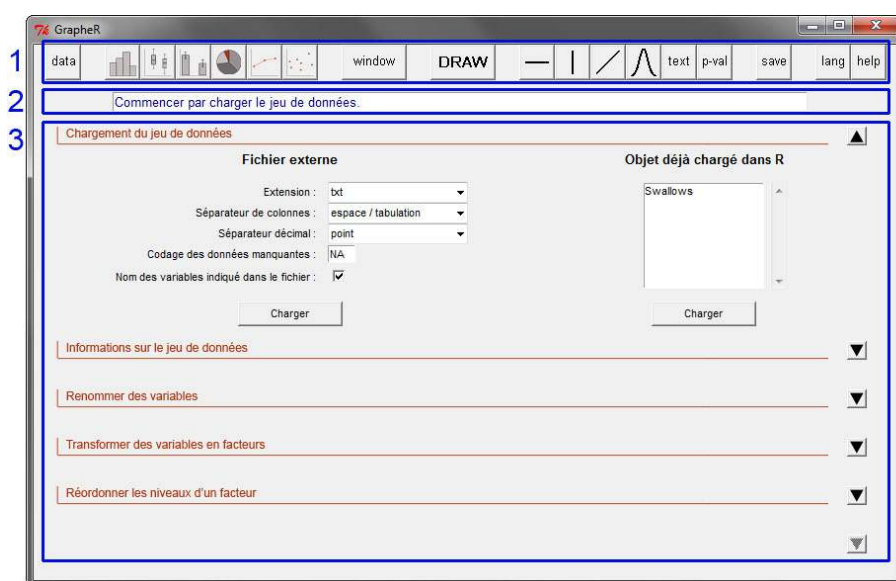 GrapheR
1
data window DRAW text p-val save lang help
2
Commencer par charger le jeu de données.
3
Chargement du jeu de données
Fichier externe
Objet déjà chargé dans R
Extension : txt
Swallows
Séparateur de colonnes : espace / tabulation
Séparateur décimal : point
Codage des données manquantes : NA
Nom des variables indiqué dans le fichier :
Charger
Charger
Informations sur le jeu de données
Renommer des variables
Transformer des variables en facteurs
Réordonner les niveaux d'un facteur